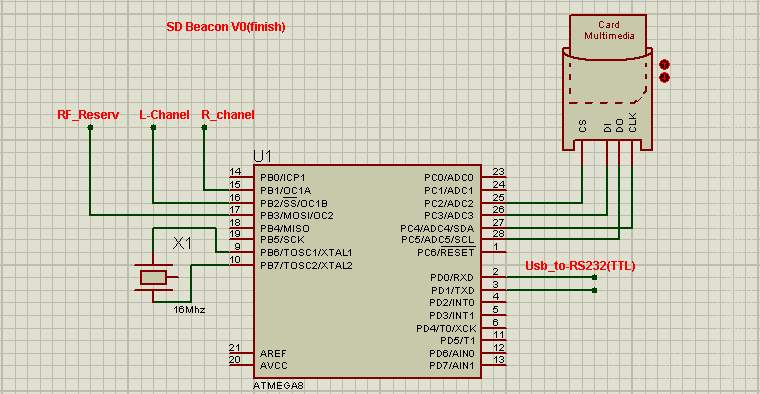 SD Beacon V0(finish)
Card
Multimedia
CS
DI
DO
CLK
RF_Reserv
L-Chanel
R_chanel
U1
14 PB0/ICP1
15 PB1/OC1A
16 PB2/SS/OC1B
17 PB3/MOSI/OC2
18 PB4/MISO
19 PB5/SCK
9 PB6/TOSC1/XTAL1
10 PB7/TOSC2/XTAL2
21 AREF
20 AVCC
PC0/ADC0 23
PC1/ADC1 24
PC2/ADC2 25
PC3/ADC3 26
PC4/ADC4/SDA 27
PC5/ADC5/SCL 28
PC6/RESET 1
PD0/RXD 2
PD1/TXD 3
PD2/INT0 4
PD3/INT1 5
PD4/T0/XCK 6
PD5/T1 11
PD6/AIN0 12
PD7/AIN1 13
X1
16Mhz
Usb_to-RS232(TTL)
ATMEGA8